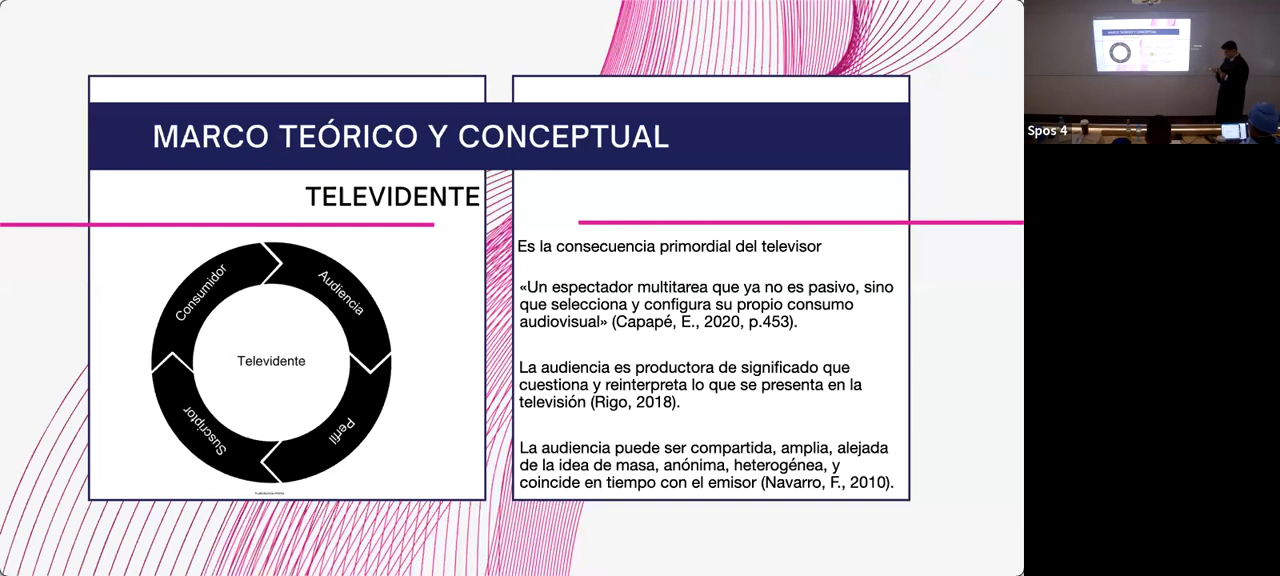 MARCO TEÓRICO Y CONCEPTUAL
TELEVIDENTE
Consumidor
Audiencia
Televidente
Suscriptor
Perfil
Es la consecuencia primordial del televisor
«Un espectador multitarea que ya no es pasivo, sino
que selecciona y configura su propio consumo
audiovisual» (Capapé, E., 2020, p.453).
La audiencia es productora de significado que
cuestiona y reinterpreta lo que se presenta en la
televisión (Rigo, 2018).
La audiencia puede ser compartida, amplia, alejada
de la idea de masa, anónima, heterogénea, y
coincide en tiempo con el emisor (Navarro, F., 2010).
MARCO TEÓRICO Y CONCEPTUAL
Spos 4